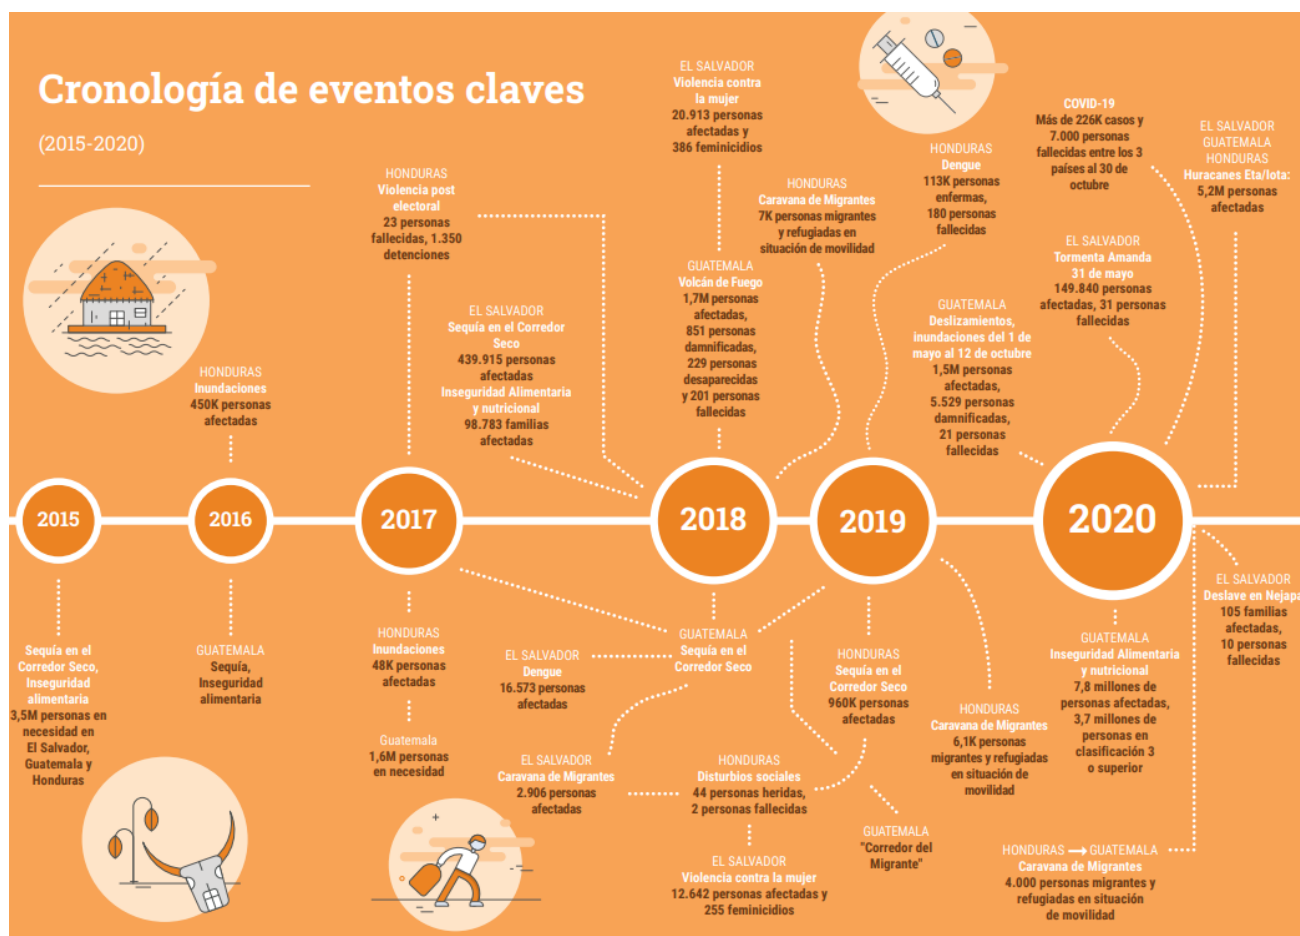 Cronología de eventos claves
(2015-2020)
HONDURAS
Inundaciones
450K personas
afectadas
HONDURAS
Violencia post
electoral
23 personas
fallecidas, 1.350
detenciones
EL SALVADOR
Sequía en el Corredor
Seco
439.915 personas
afectadas
Inseguridad Alimentaria
y nutricional
98.783 familias
afectadas
EL SALVADOR
Violencia contra
la mujer
20.913 personas
afectadas y
386 feminicidios
GUATEMALA
Volcán de Fuego
1,7M personas
afectadas,
851 personas
damnificadas,
229 personas
desaparecidas
y 201 personas
fallecidas
HONDURAS
Caravana de Migrantes
7K personas migrantes
y refugiadas en
situación de movilidad
HONDURAS
Dengue
113K personas
enfermas,
180 personas
fallecidas
GUATEMALA
Deslizamientos,
inundaciones del 1 de
mayo al 12 de octubre
1,5M personas
afectadas,
5.529 personas
damnificadas,
21 personas
fallecidas
COVID-19
Más de 226K casos y
7.000 personas
fallecidas entre los 3
países al 30 de
octubre
EL SALVADOR
Tormenta Amanda
31 de mayo
149.840 personas
afectadas, 31 personas
fallecidas
EL SALVADOR
GUATEMALA
HONDURAS
Huracanes Eta/Iota:
5,2M personas
afectadas
2015
2016
2017
2018
2019
2020
Sequía en el
Corredor Seco,
Inseguridad
alimentaria
3,5M personas en
necesidad en
El Salvador,
Guatemala y
Honduras
GUATEMALA
Sequía,
Inseguridad
alimentaria
HONDURAS
Inundaciones
48K personas
afectadas
Guatemala
1,6M personas
en necesidad
EL SALVADOR
Dengue
16.573 personas
afectadas
EL SALVADOR
Caravana de Migrantes
2.906 personas
afectadas
GUATEMALA
Sequía en el
Corredor Seco
HONDURAS
Disturbios sociales
44 personas heridas,
2 personas fallecidas
EL SALVADOR
Violencia contra la mujer
12.642 personas afectadas y
255 feminicidios
HONDURAS
Sequía en el
Corredor Seco
960K personas
afectadas
GUATEMALA
"Corredor del
Migrante"
HONDURAS
Caravana de Migrantes
6,1K personas
migrantes y refugiadas
en situación de
movilidad
GUATEMALA
Inseguridad Alimentaria
y nutricional
7,8 millones de
personas afectadas,
3,7 millones de
personas en
clasificación 3
o superior
HONDURAS → GUATEMALA
Caravana de Migrantes
4.000 personas migrantes y
refugiadas en situación
de movilidad
EL SALVADOR
Deslave en Nejapa
105 familias
afectadas,
10 personas
fallecidas